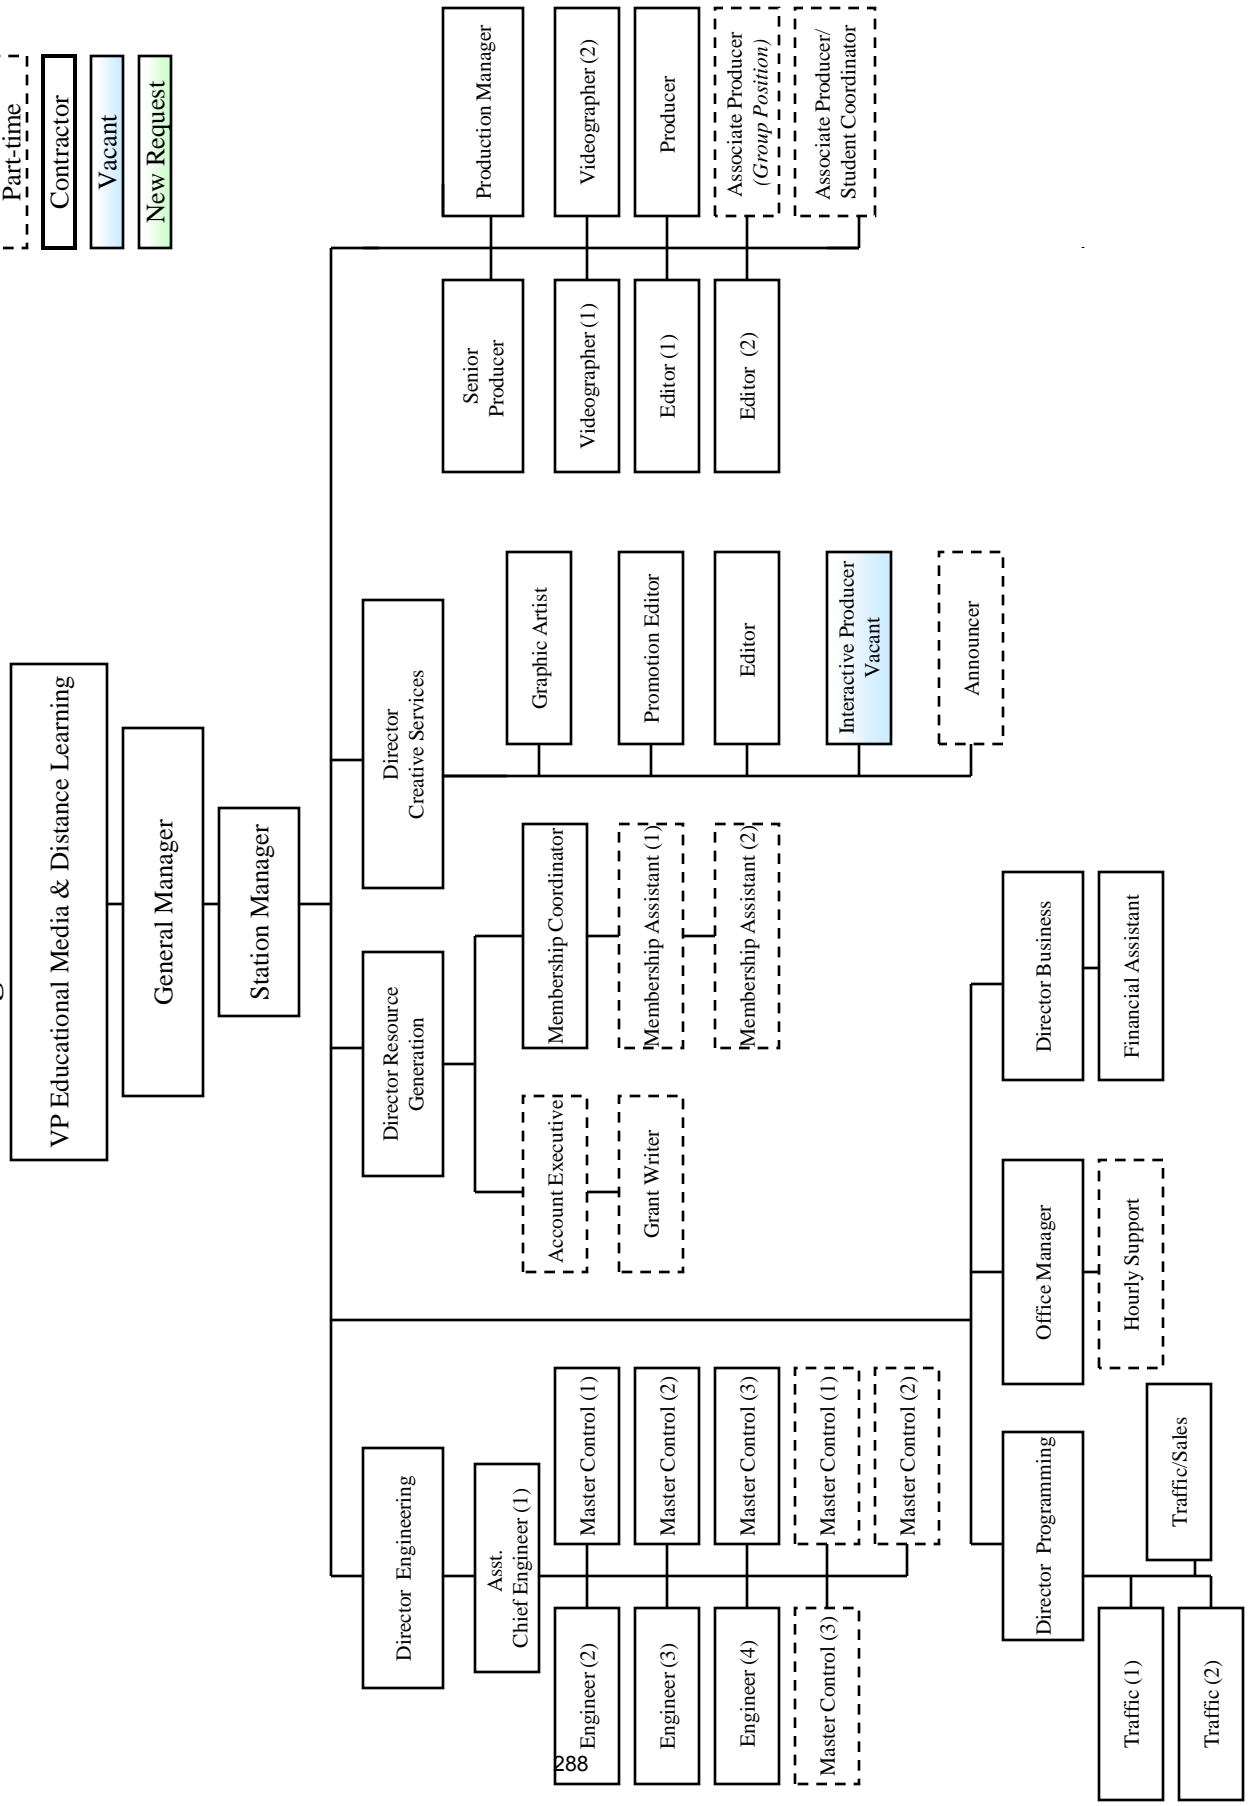 Part-time
Contractor
Vacant
New Request
VP Educational Media & Distance Learning
General Manager
Station Manager
Director Engineering
Asst.
Chief Engineer (1)
Engineer (2)
Master Control (1)
Engineer (3)
Master Control (2)
Engineer (4)
Master Control (3)
Master Control (3)
Master Control (1)
Master Control (2)
Director Resource
Generation
Account Executive
Grant Writer
Membership Coordinator
Membership Assistant (1)
Membership Assistant (2)
Director
Creative Services
Graphic Artist
Promotion Editor
Editor
Interactive Producer
Vacant
Announcer
Senior
Producer
Production Manager
Videographer (1)
Videographer (2)
Editor (1)
Producer
Editor (2)
Associate Producer
(Group Position)
Associate Producer/
Student Coordinator
Director Programming
Traffic (1)
Traffic (2)
Traffic/Sales
Office Manager
Hourly Support
Director Business
Financial Assistant
288